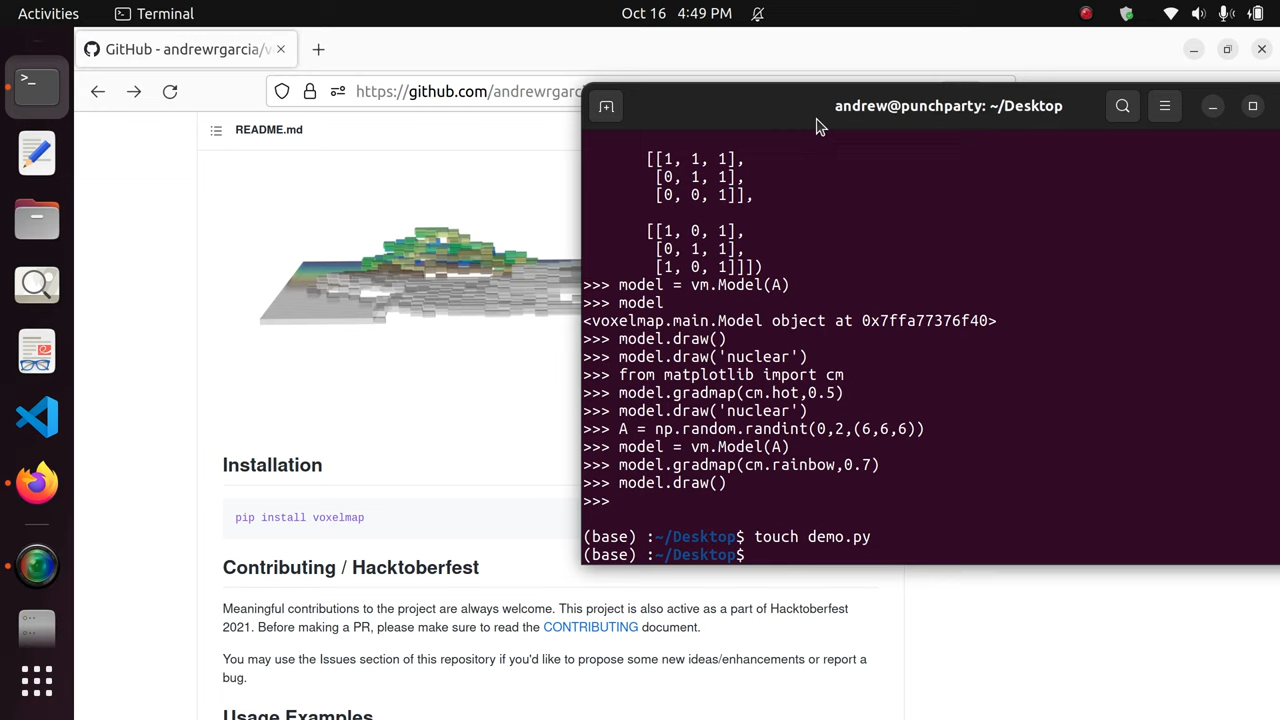 Activities
Terminal
Oct 16 4:49 PM
GitHub - andrewrgarcia/v
https://github.com/andrewrgarc
andrew@punchparty: ~/Desktop
README.md
[[1, 1, 1],
[0, 1, 1],
[0, 0, 1]],
[[1, 0, 1],
[0, 1, 1],
[1, 0, 1]]])
>>> model = vm.Model(A)
>>> model
<voxelmap.main.Model object at 0x7ffa77376f40>
>>> model.draw()
>>> model.draw('nuclear')
>>> from matplotlib import cm
>>> model.gradmap(cm.hot,0.5)
>>> model.draw('nuclear')
>>> A = np.random.randint(0,2,(6,6,6))
>>> model = vm.Model(A)
>>> model.gradmap(cm.rainbow,0.7)
>>> model.draw()
>>>
(base) :~/Desktop$ touch demo.py
(base) :~/Desktop$
Installation
pip install voxelmap
Contributing / Hacktoberfest
Meaningful contributions to the project are always welcome. This project is also active as a part of Hacktoberfest
2021. Before making a PR, please make sure to read the CONTRIBUTING document.
You may use the Issues section of this repository if you'd like to propose some new ideas/enhancements or report a
bug.
Usage Examples